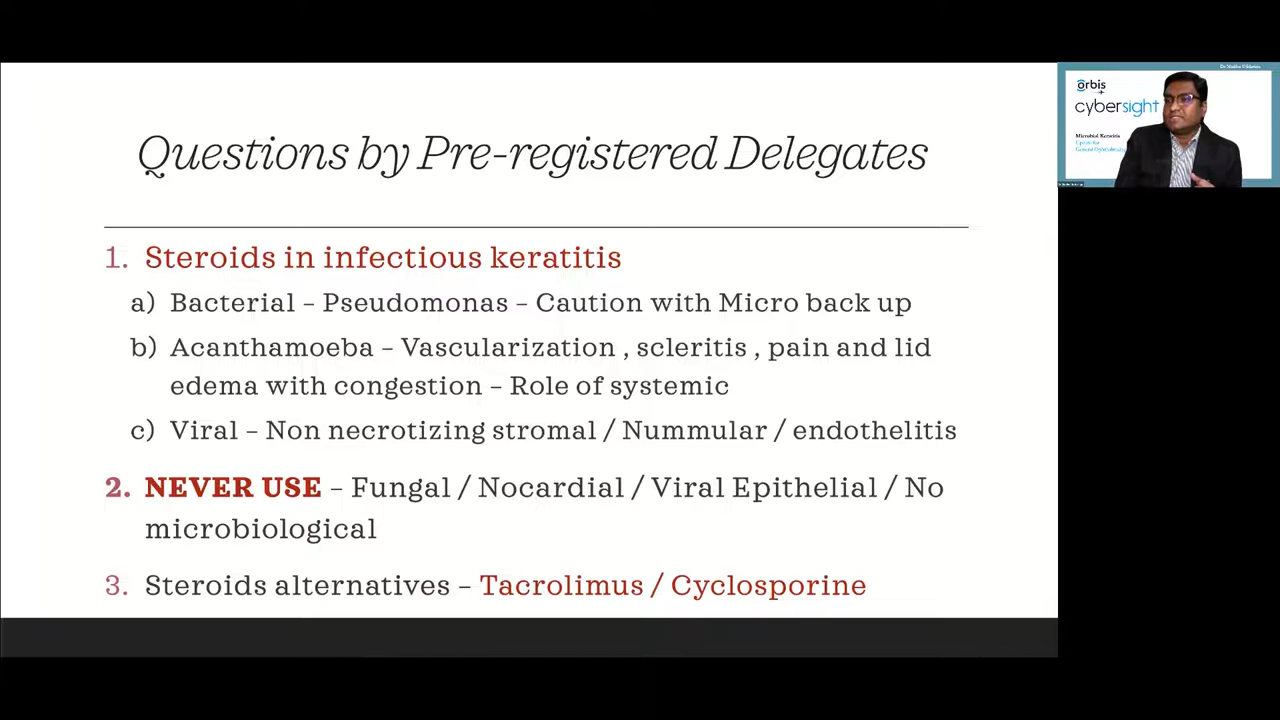 Questions by Pre-registered Delegates
1. Steroids in infectious keratitis
a) Bacterial – Pseudomonas – Caution with Micro back up
b) Acanthamoeba – Vascularization , scleritis , pain and lid
edema with congestion – Role of systemic
c) Viral – Non necrotizing stromal / Nummular / endothelitis
2. NEVER USE – Fungal / Nocardial / Viral Epithelial / No
microbiological
3. Steroids alternatives – Tacrolimus / Cyclosporine
orbis
cybersight
Microbial Keratitis